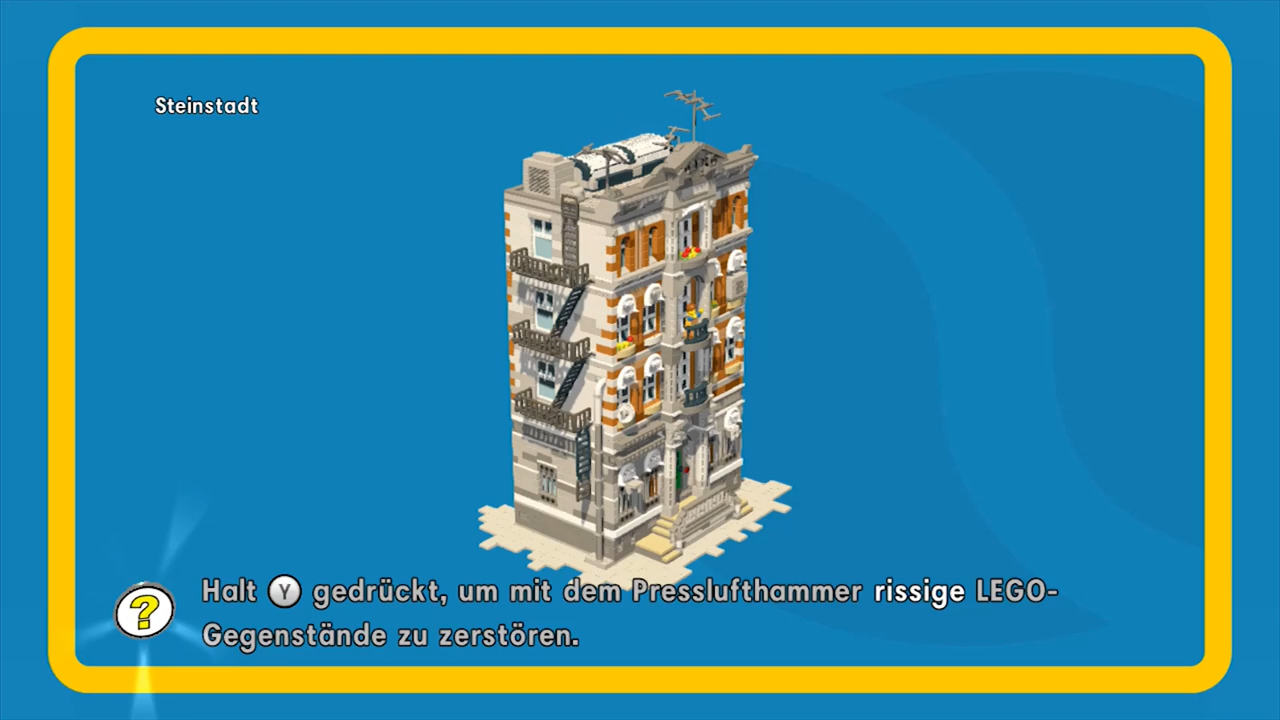 Steinstadt
Halt Y gedrückt, um mit dem Presslufthammer rissige LEGO-
Gegenstände zu zerstören.